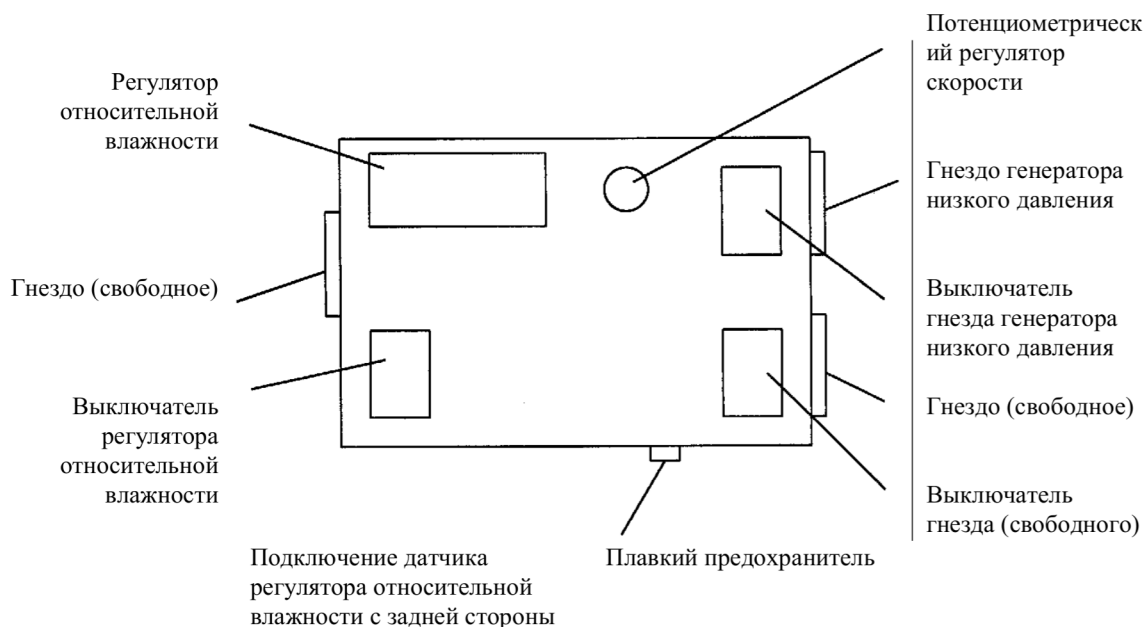 Потенциометрическ
ий регулятор
скорости
Регулятор
относительной
влажности
Гнездо генератора
низкого давления
Гнездо (свободное)
Выключатель
гнезда генератора
низкого давления
Выключатель
регулятора
относительной
влажности
Гнездо (свободное)
Выключатель
гнезда (свободного)
Подключение датчика
регулятора относительной
влажности с задней стороны
Плавкий предохранитель